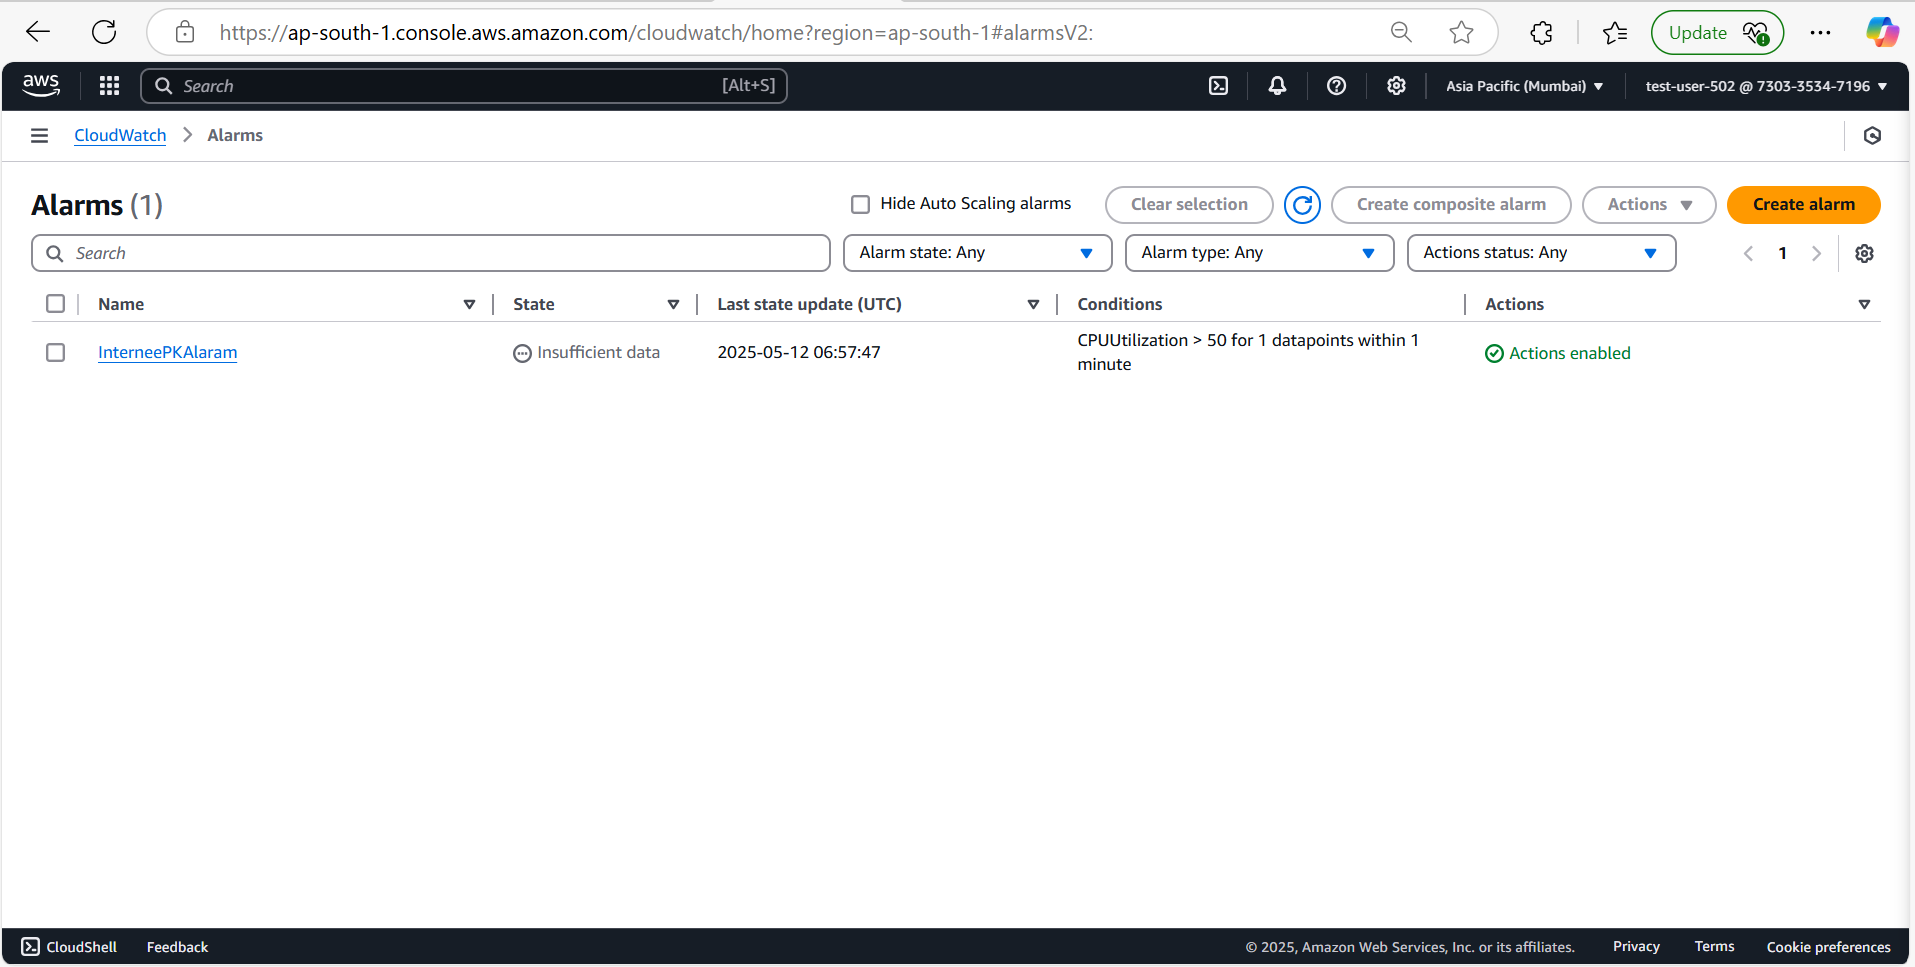 https://ap-south-1.console.aws.amazon.com/cloudwatch/home?region=ap-south-1#alarmsV2:
Update
aws
Search
[Alt+S]
Asia Pacific (Mumbai)
test-user-502 @ 7303-3534-7196
CloudWatch
Alarms
Alarms (1)
Hide Auto Scaling alarms
Clear selection
Create composite alarm
Actions
Create alarm
Search
Alarm state: Any
Alarm type: Any
Actions status: Any
1
Name
State
Last state update (UTC)
Conditions
Actions
InterneePKAlaram
Insufficient data
2025-05-12 06:57:47
CPUUtilization > 50 for 1 datapoints within 1
minute
Actions enabled
CloudShell
Feedback
© 2025, Amazon Web Services, Inc. or its affiliates.
Privacy
Terms
Cookie preferences